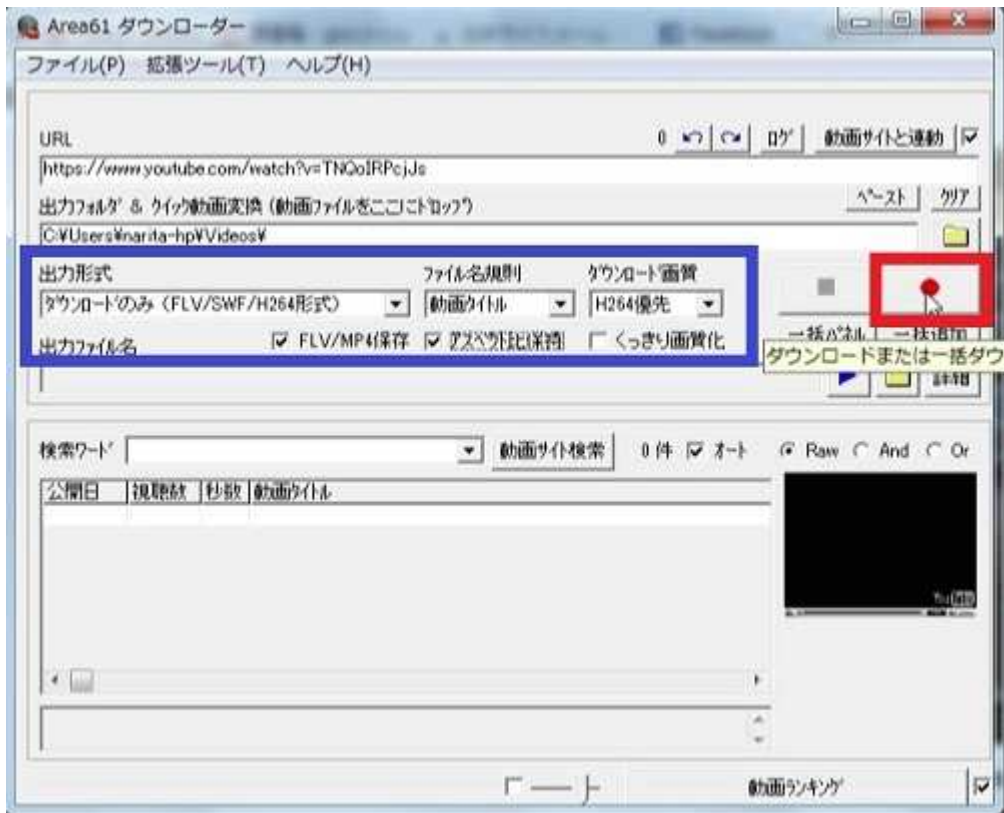 Area61 ダウンローダー
ファイル(P) 拡張ツール(T) ヘルプ(H)
URL 0 ログ 動画サイトと連動
https://www.youtube.com/watch?v=TNQoIRPcjJs
出力フォルダ & クイック動画変換 (動画ファイルをここにドロップ) ペースト クリア
C:¥Users¥narita-hp¥Videos¥
出力形式 ファイル名規則 ダウンロード画質
ダウンロードのみ (FLV/SWF/H264形式) 動画タイトル H264優先
出力ファイル名 FLV/MP4保存 アスペクト比保持 くっきり画質化 一括パネル 一括追加
ダウンロードまたは一括ダウ
詳細
検索ワード 動画サイト検索 0 件 オート Raw And Or
公開日 視聴数 秒数 動画タイトル
動画ランキング